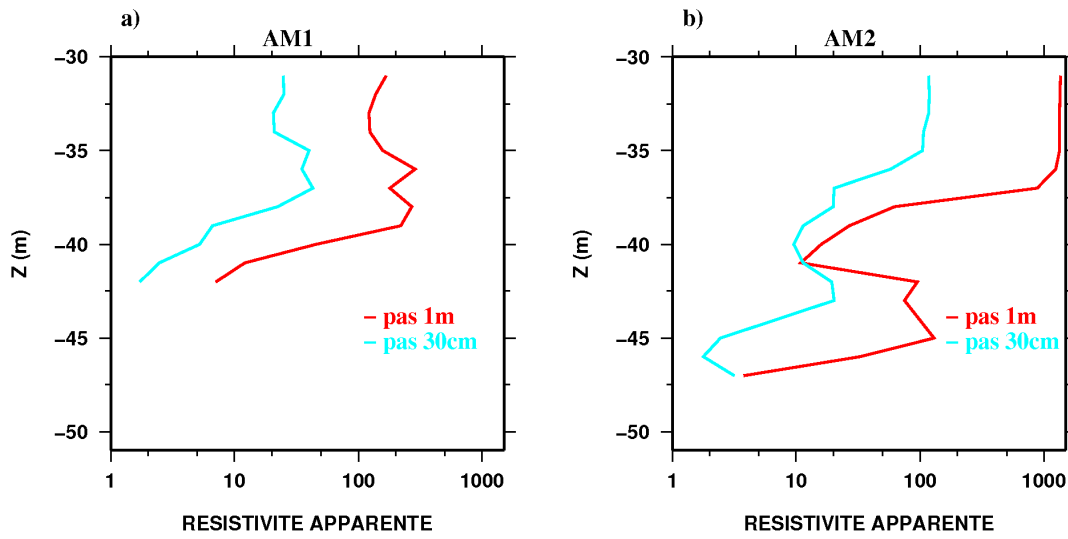 a)
AM1
−30
−35
−40
−45
−50
Z (m)
pas 1m
pas 30cm
1 10 100 1000
RESISTIVITE APPARENTE
b)
AM2
−30
−35
−40
−45
−50
Z (m)
pas 1m
pas 30cm
1 10 100 1000
RESISTIVITE APPARENTE